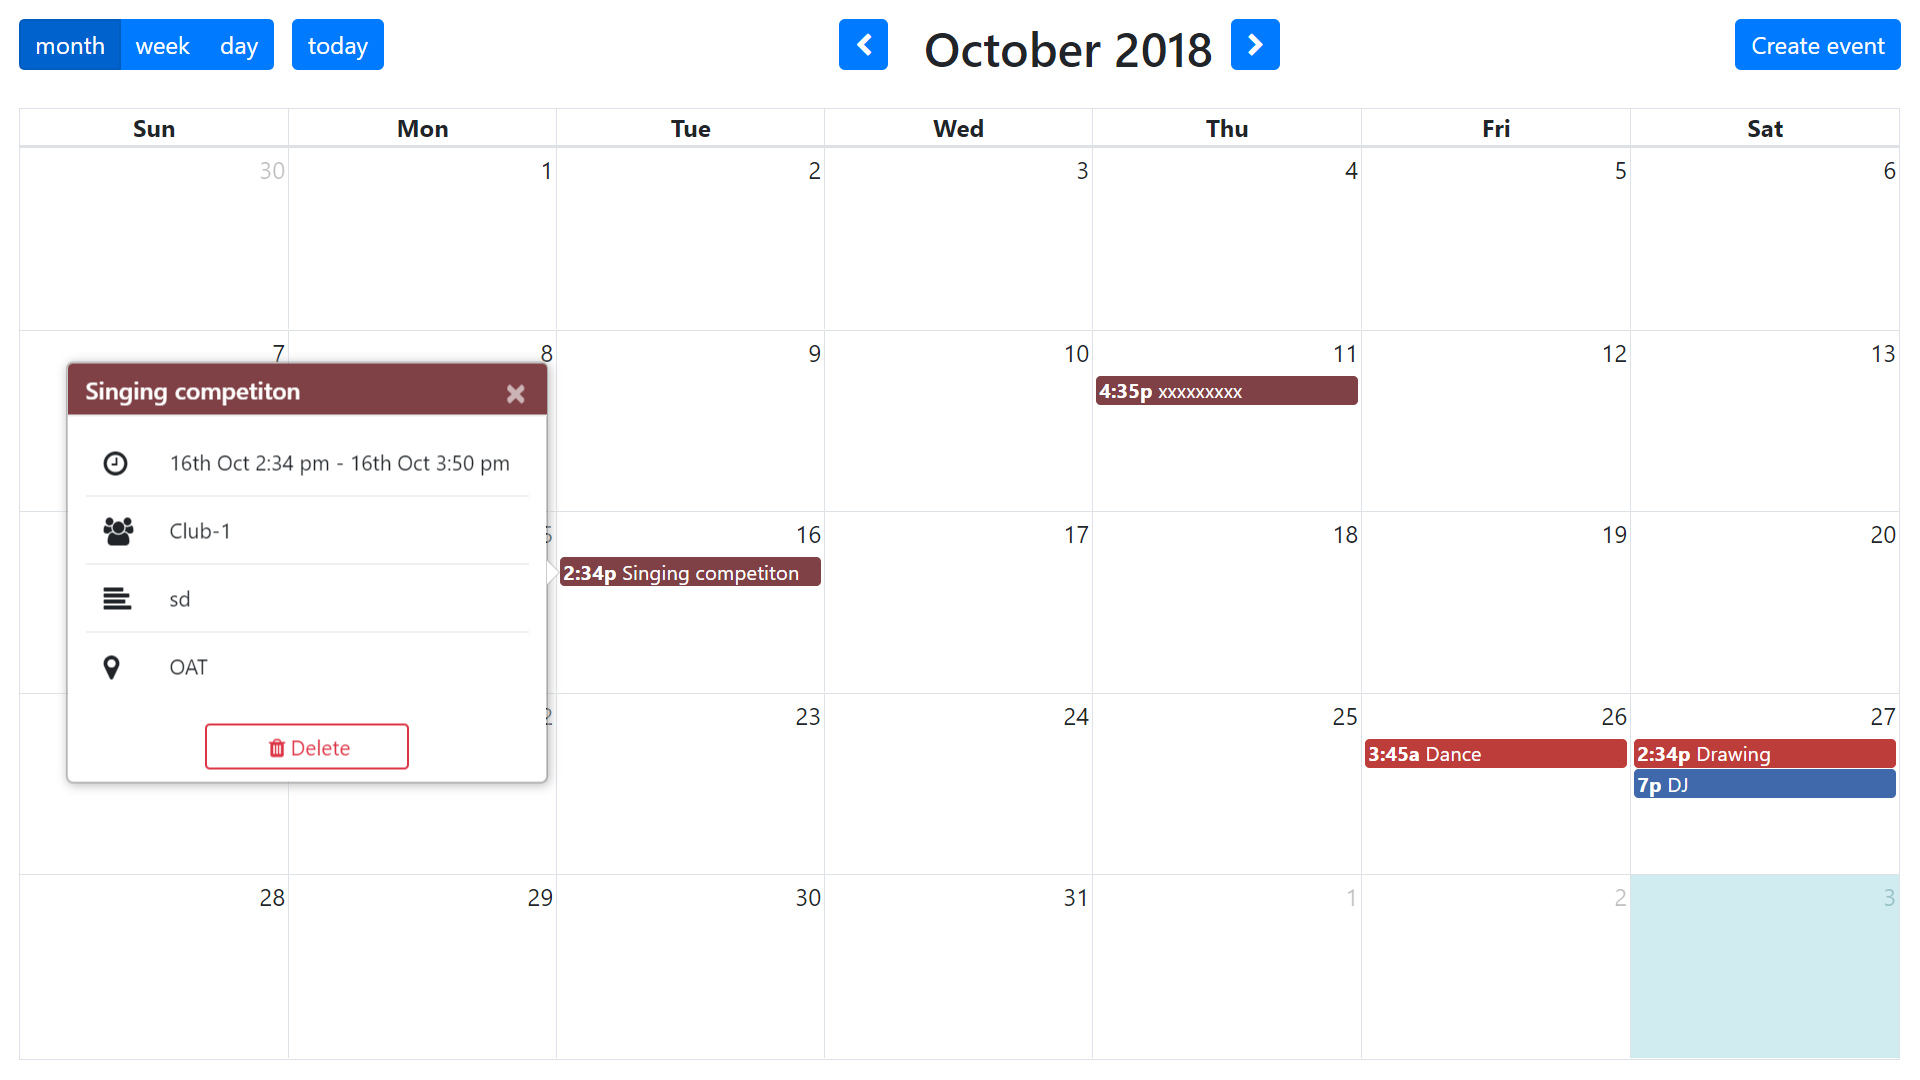 month week day today October 2018 Create event
Sun Mon Tue Wed Thu Fri Sat
30 1 2 3 4 5 6
7 8 9 10 11 12 13
4:35p xxxxxxxxx
Singing competiton
16th Oct 2:34 pm - 16th Oct 3:50 pm
Club-1
sd
OAT
Delete
16 17 18 19 20
2:34p Singing competiton
23 24 25 26 27
3:45a Dance 2:34p Drawing
7p DJ
28 29 30 31 1 2 3